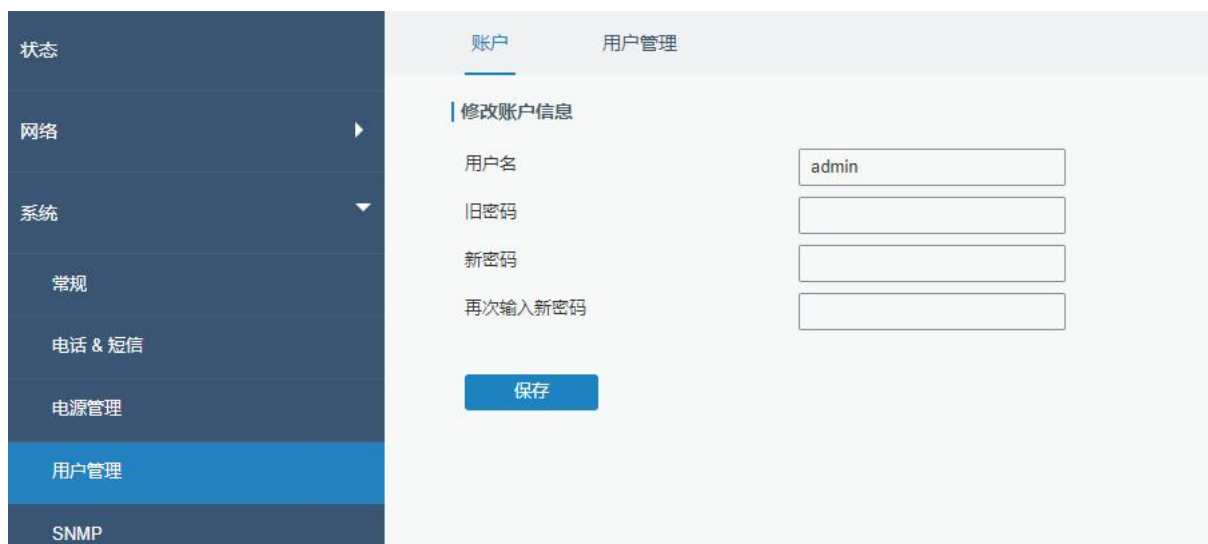 状态
网络
系统
常规
电话 & 短信
电源管理
用户管理
SNMP
账户 用户管理
修改账户信息
用户名 admin
旧密码
新密码
再次输入新密码
保存